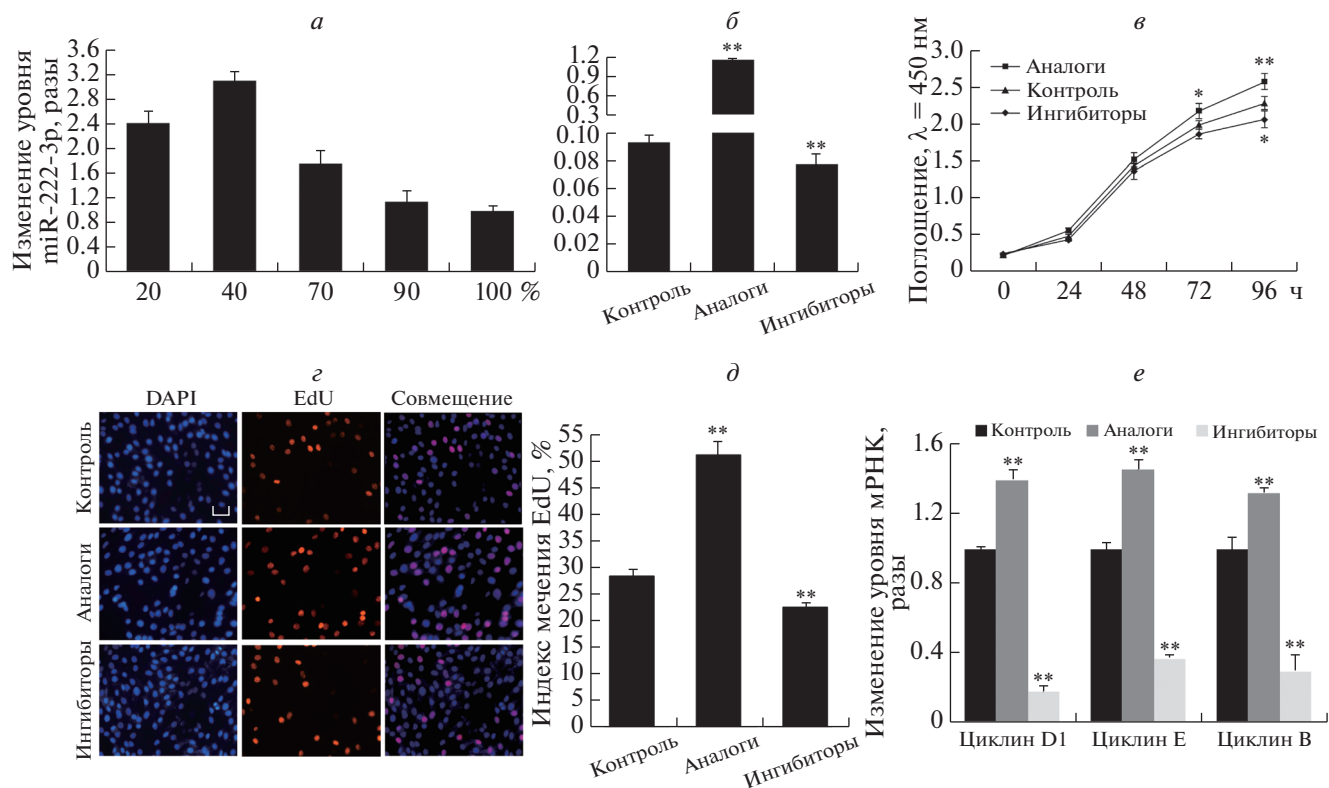 а
Изменение уровня
miR-222-3p, разы
3.6
3.2
2.8
2.4
2.0
1.6
1.2
0.8
0.4
0
20 40 70 90 100 %
б
1.2
0.9
0.6
0.3
0.10
0.08
0.06
0.04
0.02
0
**
**
Контроль Аналоги Ингибиторы
в
Поглощение, λ = 450 нм
3.0
2.5
2.0
1.5
1.0
0.5
0
Аналоги
Контроль
Ингибиторы
*
**
*
0 24 48 72 96 ч
г
DAPI EdU Совмещение
Контроль
Аналоги
Ингибиторы
д
Индекс мечения EdU, %
55
50
45
40
35
30
25
20
15
10
5
0
**
**
Контроль Аналоги Ингибиторы
е
Изменение уровня мРНК,
разы
Контроль Аналоги Ингибиторы
1.6
1.2
0.8
0.4
0
** ** **
** ** **
Циклин D1 Циклин E Циклин B